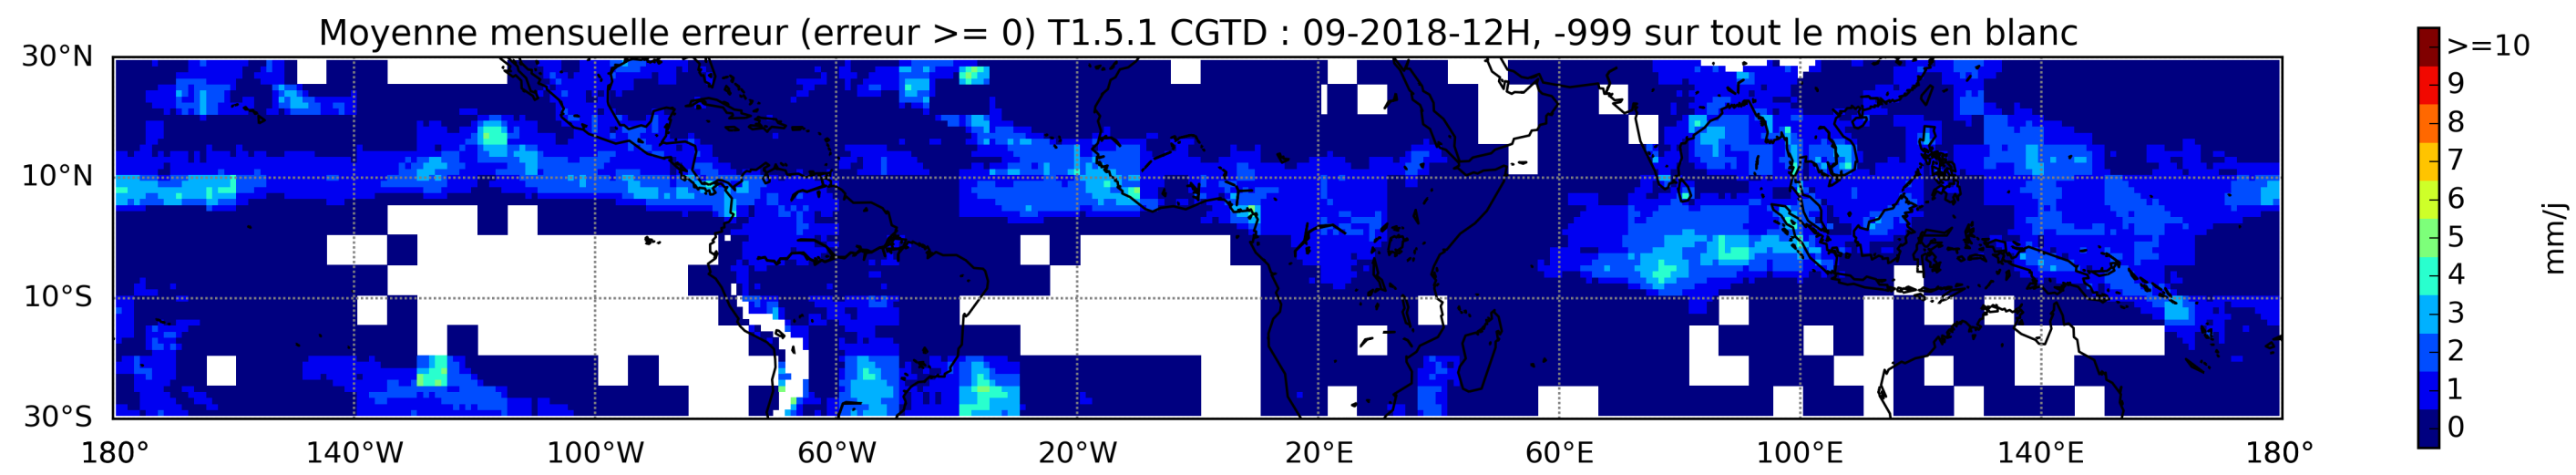 Moyenne mensuelle erreur (erreur >= 0) T1.5.1 CGTD : 09-2018-12H, -999 sur tout le mois en blanc
30°N
10°N
10°S
30°S
180° 140°W 100°W 60°W 20°W 20°E 60°E 100°E 140°E 180°
>=10
9
8
7
6
5
4
3
2
1
0
mm/j